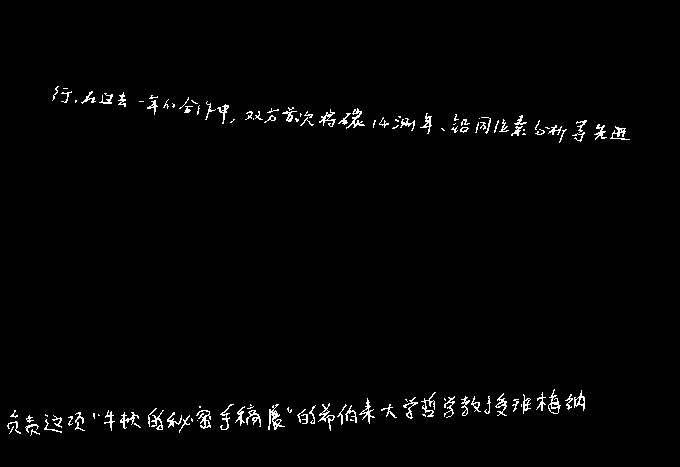 行.在过去一年的合作中,双方首次将碳14测年、铅同位素分析等先进
负责这项“牛顿的秘密手稿展”的希伯来大学哲学教授班梅纳